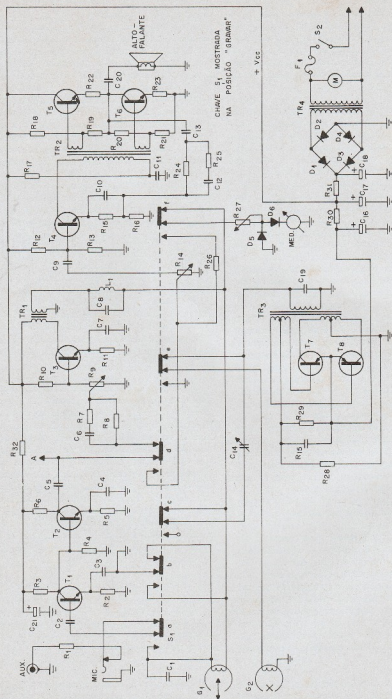 AUX.
R1
C21
+
R3
R6
R32
A
R10
TR1
R12
R17
R18
T5
R22
ALTO-
FALANTE
C2
T1
T2
C5
T3
T4
C10
TR2
R19
C20
MIC.
R2
C3
R4
R5
C4
C6
R7
R8
R9
R11
C7
C8
L1
C9
R13
R15
R16
C11
R20
T6
R21
R23
C1
S1
a
b
c
d
e
f
R14
R24
R25
C12
C13
CHAVE S1 MOSTRADA
NA POSIÇÃO "GRAVAR"
G1
C14
R26
R27
D5
D6
MED.
G2
+ Vcc
R28
R15
R29
T7
T8
TR3
C19
R30
R31
+
C16
+
C17
+
C18
D1
D2
D3
D4
TR4
M
F1
S2